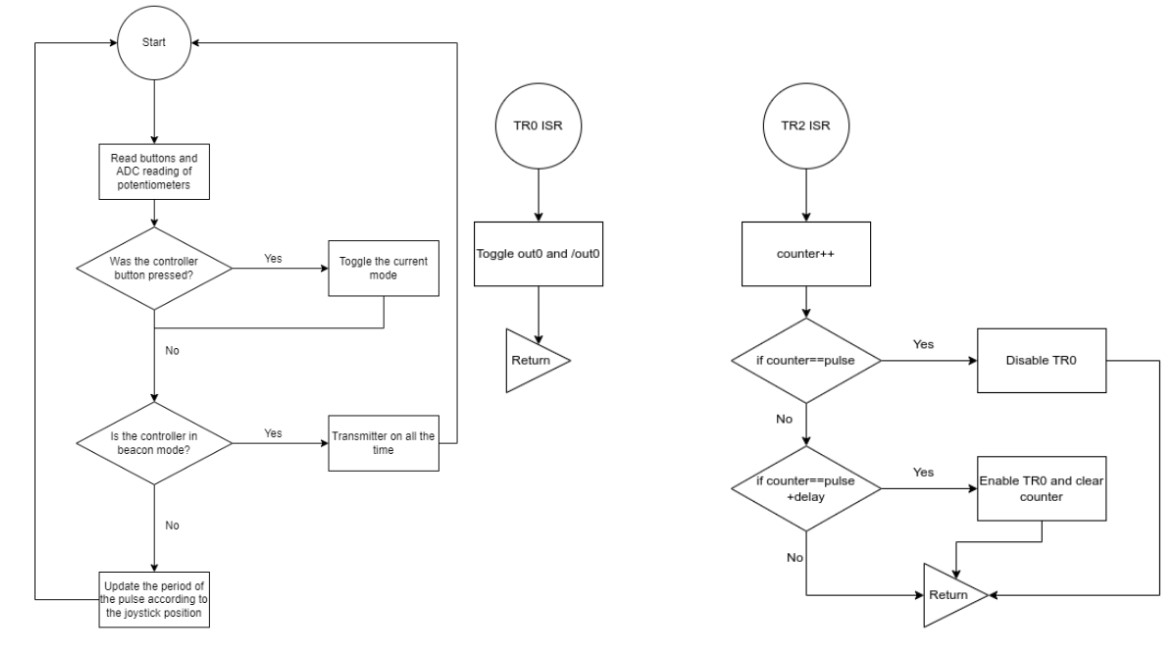 Start
Read buttons and
ADC reading of
potentiometers
Was the controller
button pressed?
Yes
Toggle the current
mode
No
Is the controller in
beacon mode?
Yes
Transmitter on all the
time
No
Update the period of
the pulse according to
the joystick position
TR0 ISR
Toggle out0 and /out0
Return
TR2 ISR
counter++
if counter==pulse
Yes
Disable TR0
No
if counter==pulse
+delay
Yes
Enable TR0 and clear
counter
No
Return